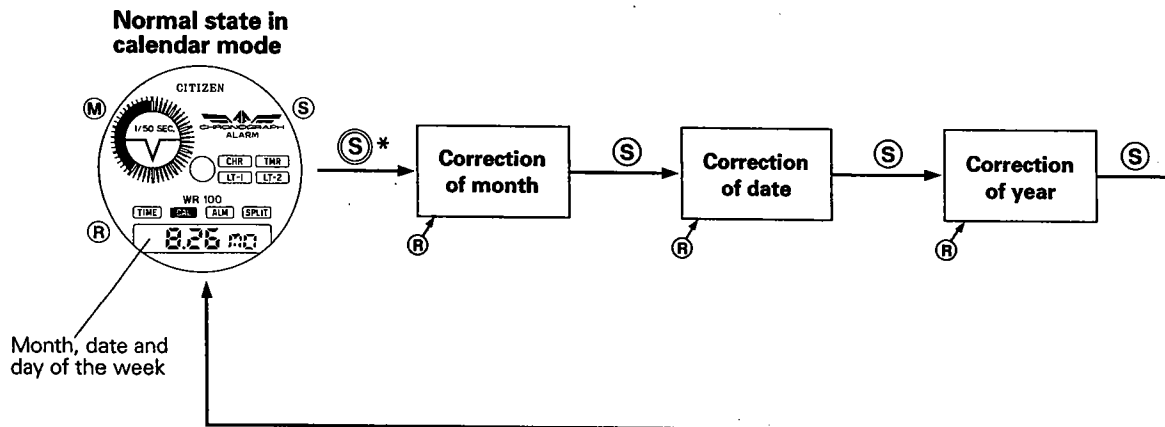 Normal state in
calendar mode
CITIZEN
M
S
1/50 SEC.
CHRONOGRAPH
ALARM
CHR TMR
LT-1 LT-2
WR 100
TIME CAL ALM SPLIT
R
8.26 mo
Month, date and
day of the week
S *
Correction
of month
R
S
Correction
of date
R
S
Correction
of year
R
S